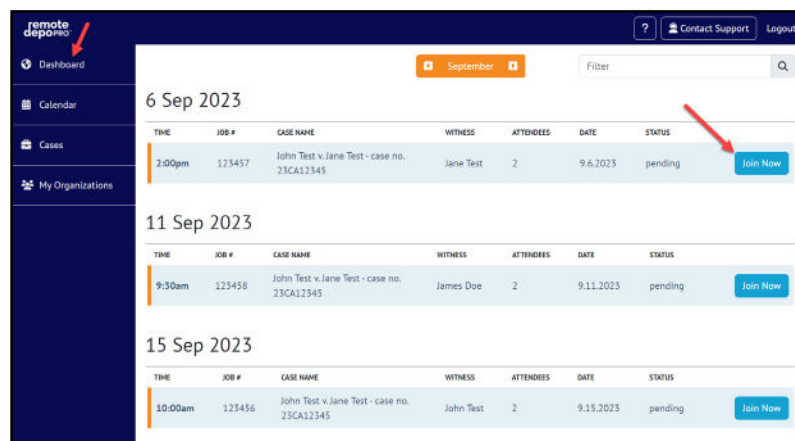 remote
depoPRO
? Contact Support Logout
Dashboard
Calendar
Cases
My Organizations
September
Filter
6 Sep 2023
TIME JOB # CASE NAME WITNESS ATTENDEES DATE STATUS
2:00pm 123457 John Test v. Jane Test - case no. Jane Test 2 9.6.2023 pending Join Now
23CA12345
11 Sep 2023
TIME JOB # CASE NAME WITNESS ATTENDEES DATE STATUS
9:30am 123458 John Test v. Jane Test - case no. James Doe 2 9.11.2023 pending Join Now
23CA12345
15 Sep 2023
TIME JOB # CASE NAME WITNESS ATTENDEES DATE STATUS
10:00am 123456 John Test v. Jane Test - case no. John Test 2 9.15.2023 pending Join Now
23CA12345